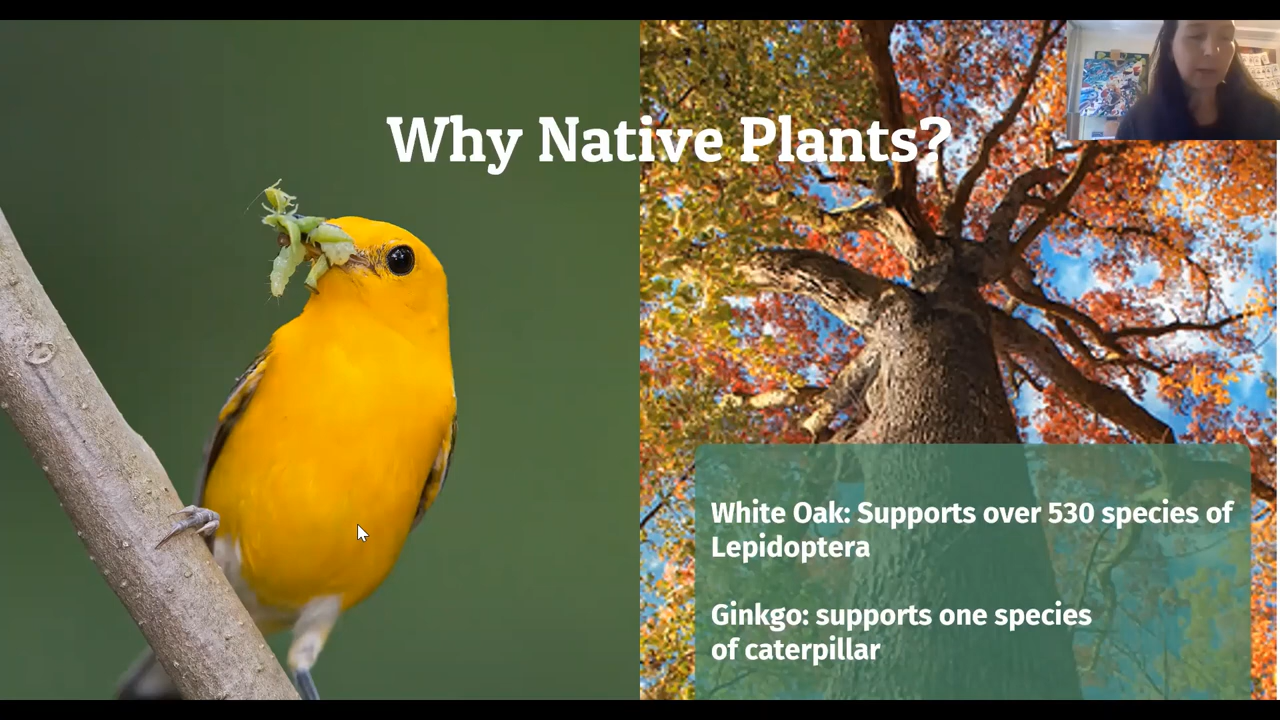 Why Native Plants?
White Oak: Supports over 530 species of
Lepidoptera
Ginkgo: supports one species
of caterpillar